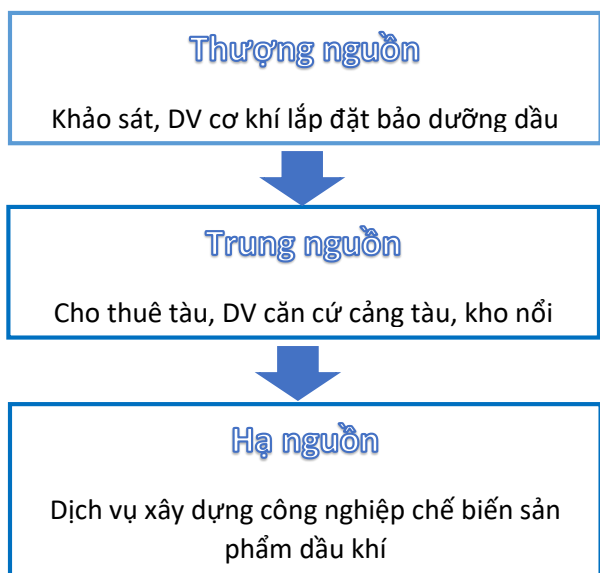 Thượng nguồn
Khảo sát, DV cơ khí lắp đặt bảo dưỡng dầu
Trung nguồn
Cho thuê tàu, DV căn cứ cảng tàu, kho nổi
Hạ nguồn
Dịch vụ xây dựng công nghiệp chế biến sản
phẩm dầu khí